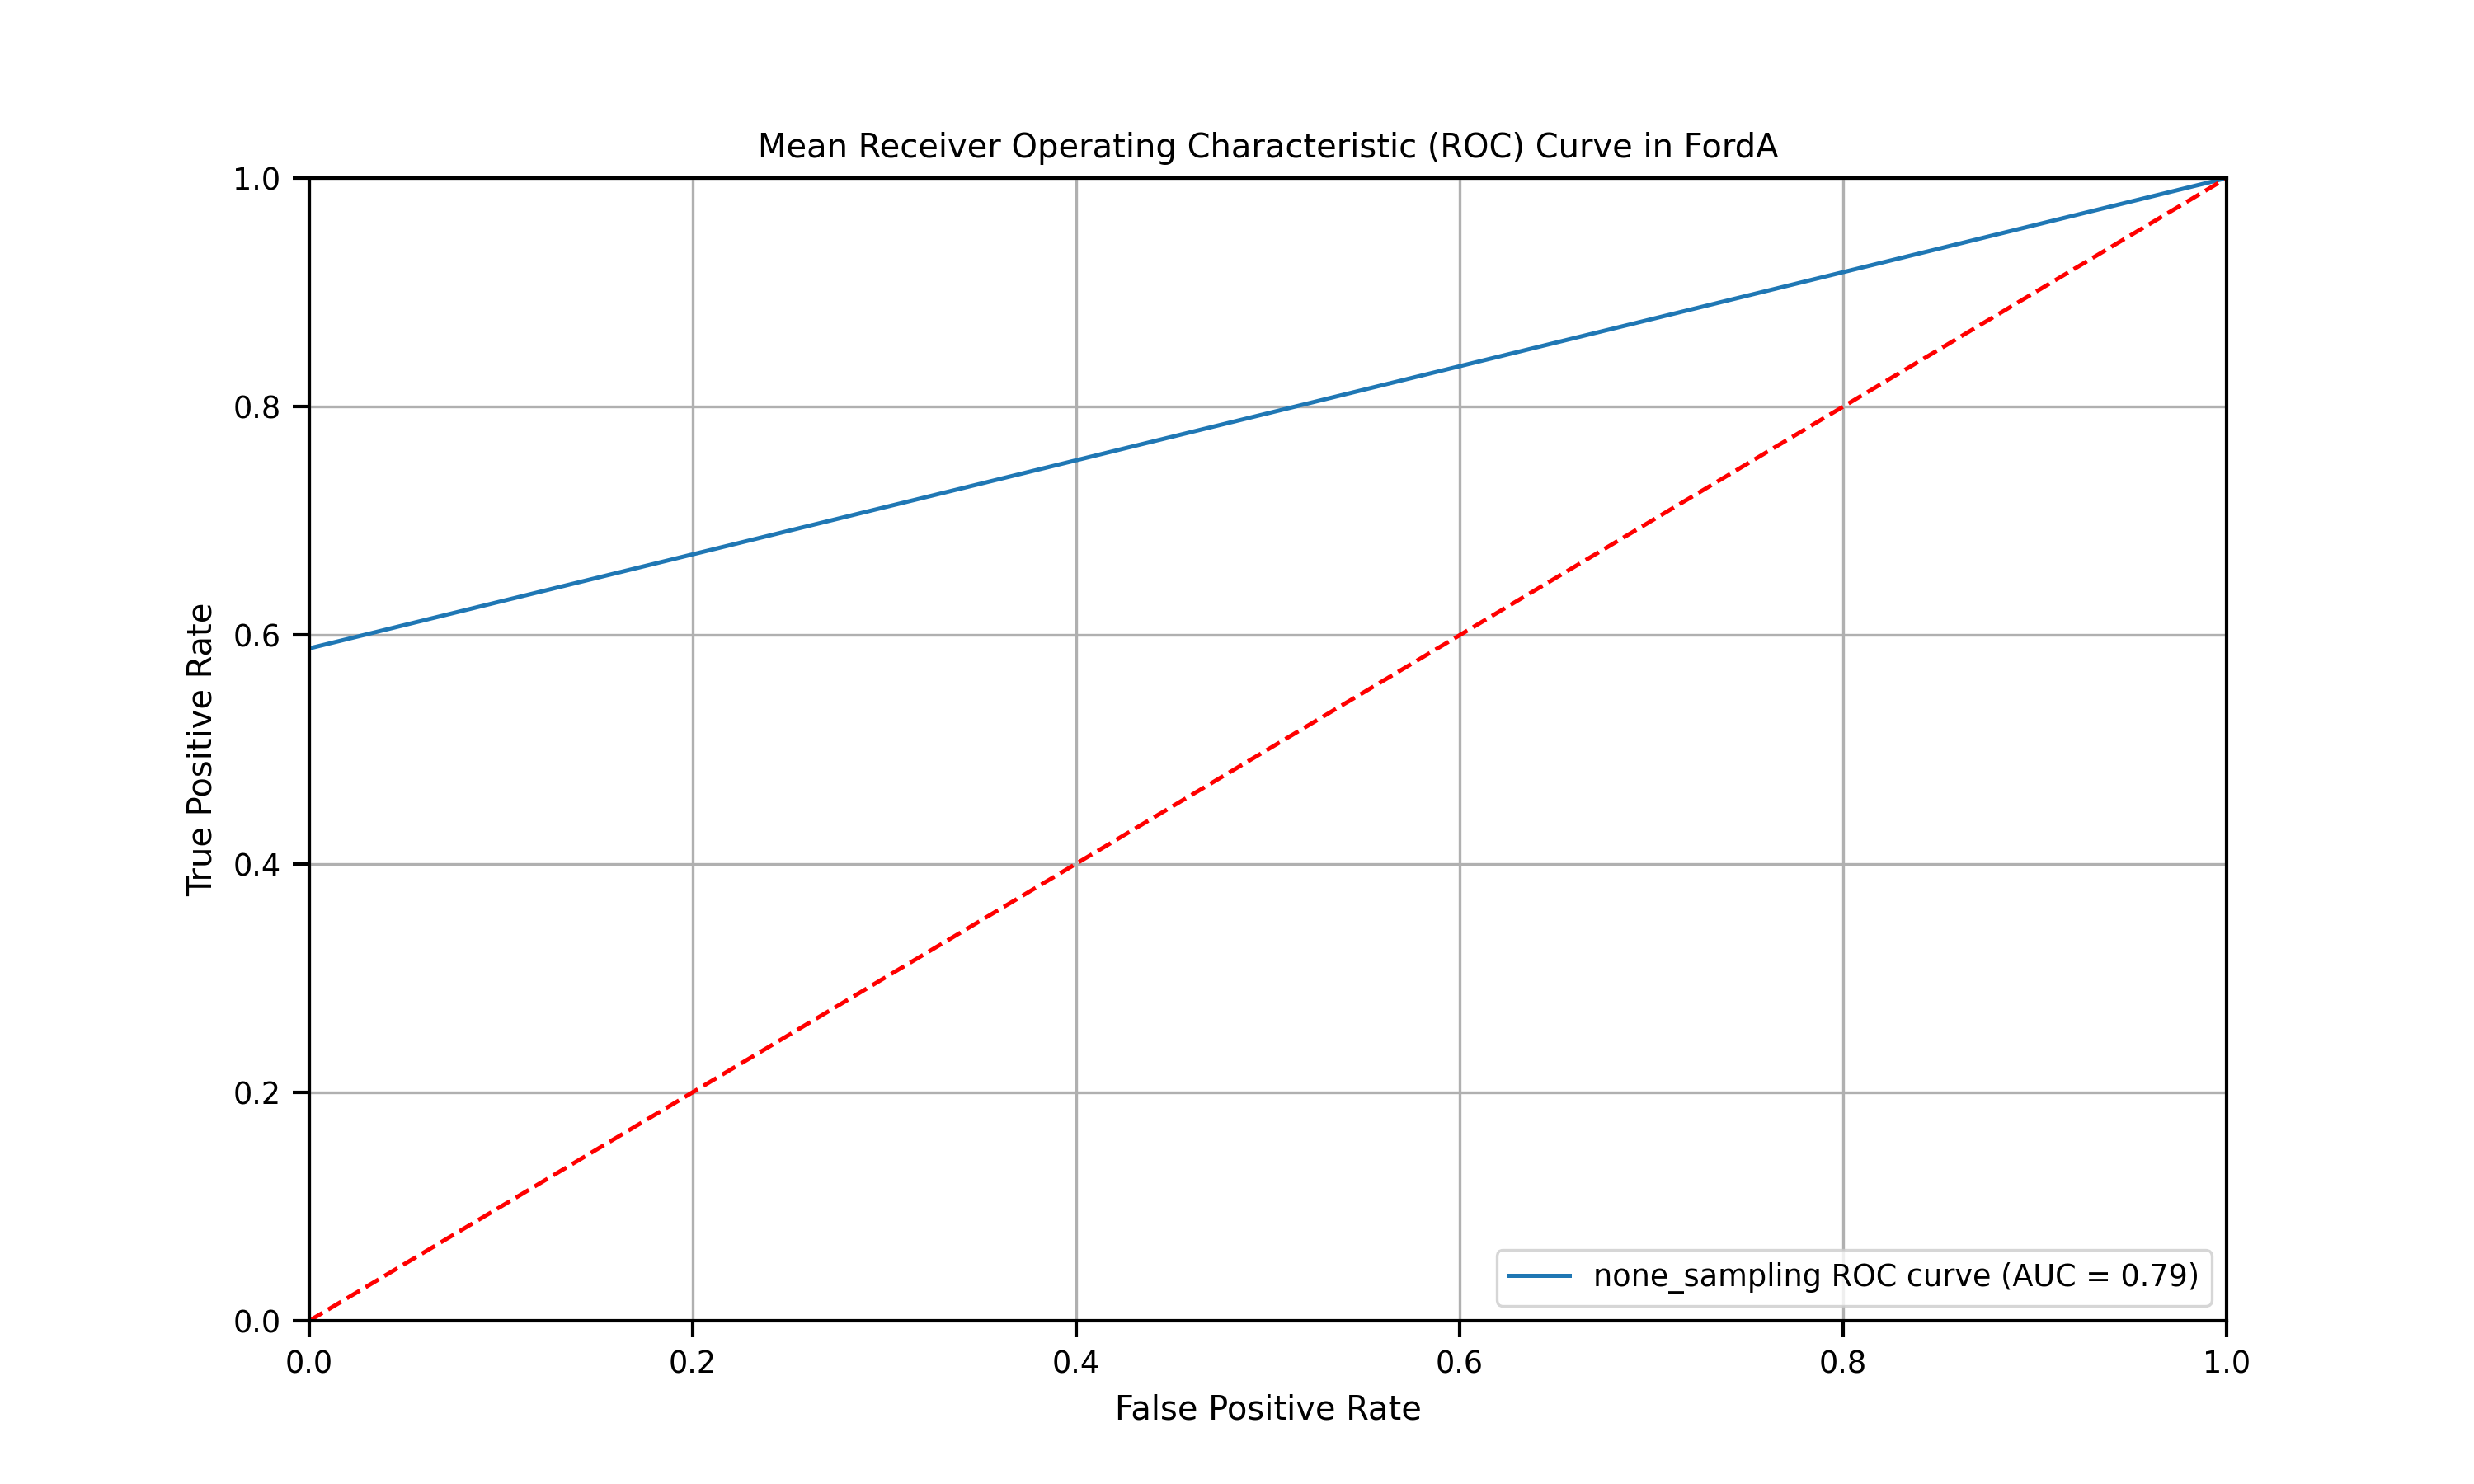 Mean Receiver Operating Characteristic (ROC) Curve in FordA
1.0
0.8
0.6
0.4
0.2
0.0
True Positive Rate
none_sampling ROC curve (AUC = 0.79)
0.0 0.2 0.4 0.6 0.8 1.0
False Positive Rate